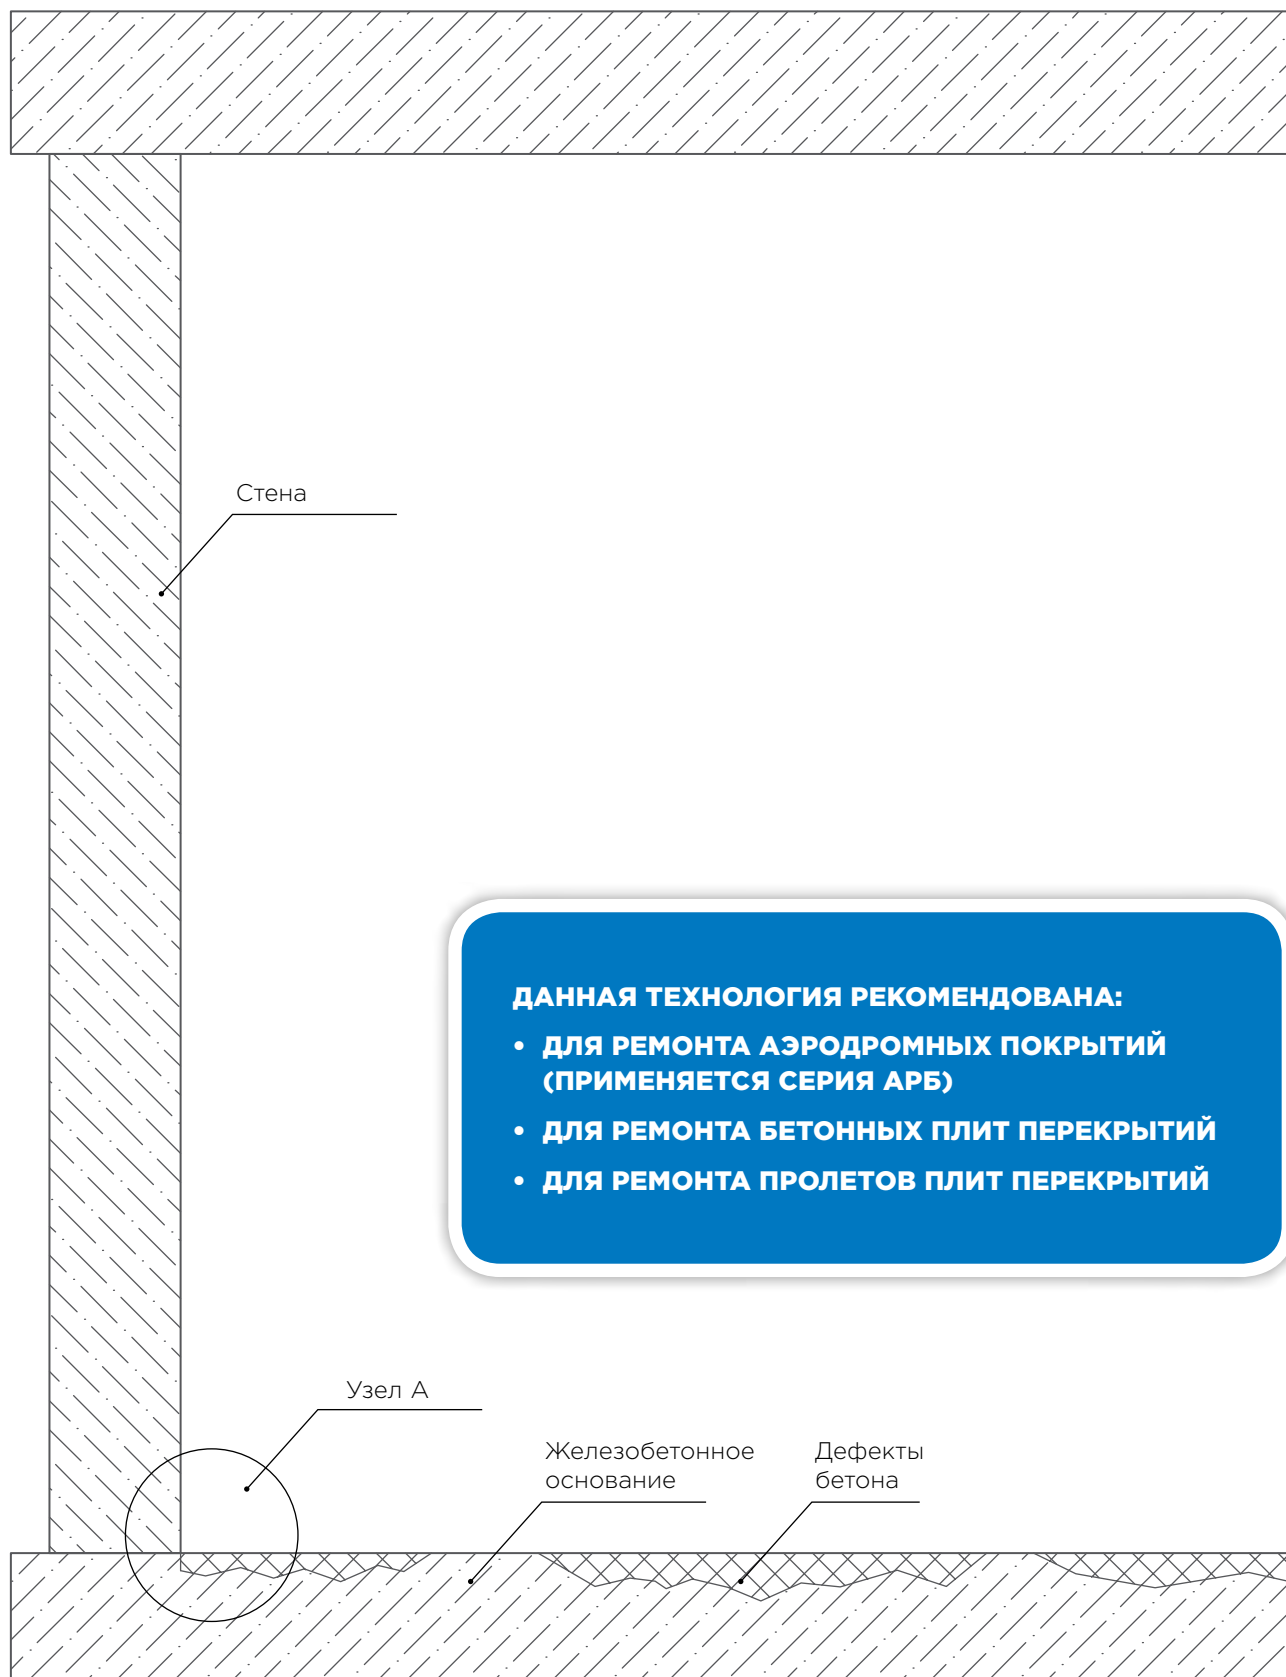 Стена
ДАННАЯ ТЕХНОЛОГИЯ РЕКОМЕНДОВАНА:
• ДЛЯ РЕМОНТА АЭРОДРОМНЫХ ПОКРЫТИЙ
(ПРИМЕНЯЕТСЯ СЕРИЯ АРБ)
• ДЛЯ РЕМОНТА БЕТОННЫХ ПЛИТ ПЕРЕКРЫТИЙ
• ДЛЯ РЕМОНТА ПРОЛЕТОВ ПЛИТ ПЕРЕКРЫТИЙ
Узел А
Железобетонное
основание
Дефекты
бетона